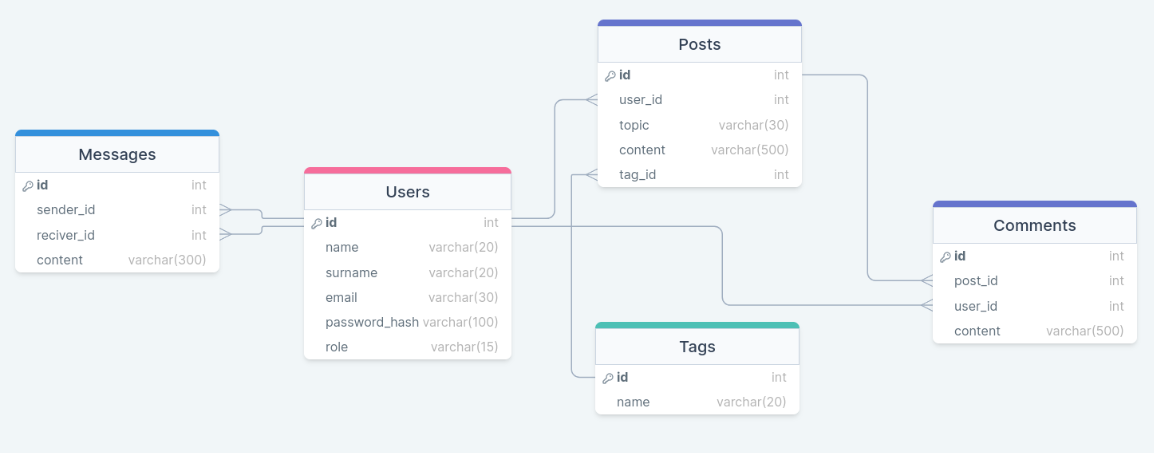 Messages
id int
sender_id int
reciver_id int
content varchar(300)
Users
id int
name varchar(20)
surname varchar(20)
email varchar(30)
password_hash varchar(100)
role varchar(15)
Posts
id int
user_id int
topic varchar(30)
content varchar(500)
tag_id int
Tags
id int
name varchar(20)
Comments
id int
post_id int
user_id int
content varchar(500)